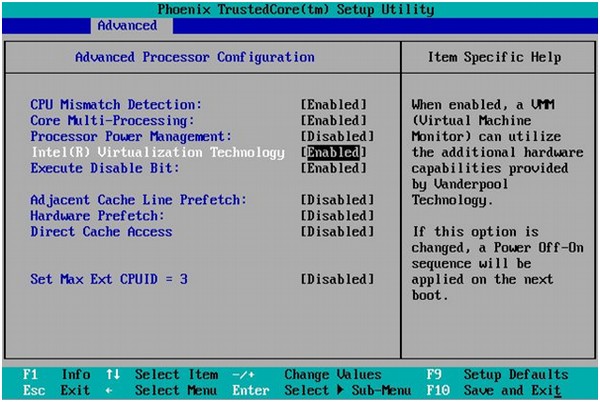 Phoenix TrustedCore(tm) Setup Utility
Advanced
Advanced Processor Configuration
Item Specific Help
CPU Mismatch Detection: [Enabled]
Core Multi-Processing: [Enabled]
Processor Power Management: [Disabled]
Intel(R) Virtualization Technology [Enabled]
Execute Disable Bit: [Enabled]
Adjacent Cache Line Prefetch: [Disabled]
Hardware Prefetch: [Disabled]
Direct Cache Access [Disabled]
Set Max Ext CPUID = 3 [Disabled]
When enabled, a VMM
(Virtual Machine
Monitor) can utilize
the additional hardware
capabilities provided
by Vanderpool
Technology.
If this option is
changed, a Power Off-On
sequence will be
applied on the next
boot.
F1 Info ↑↓ Select Item -/+ Change Values F9 Setup Defaults
Esc Exit ← Select Menu Enter Select ▶ Sub-Menu F10 Save and Exit